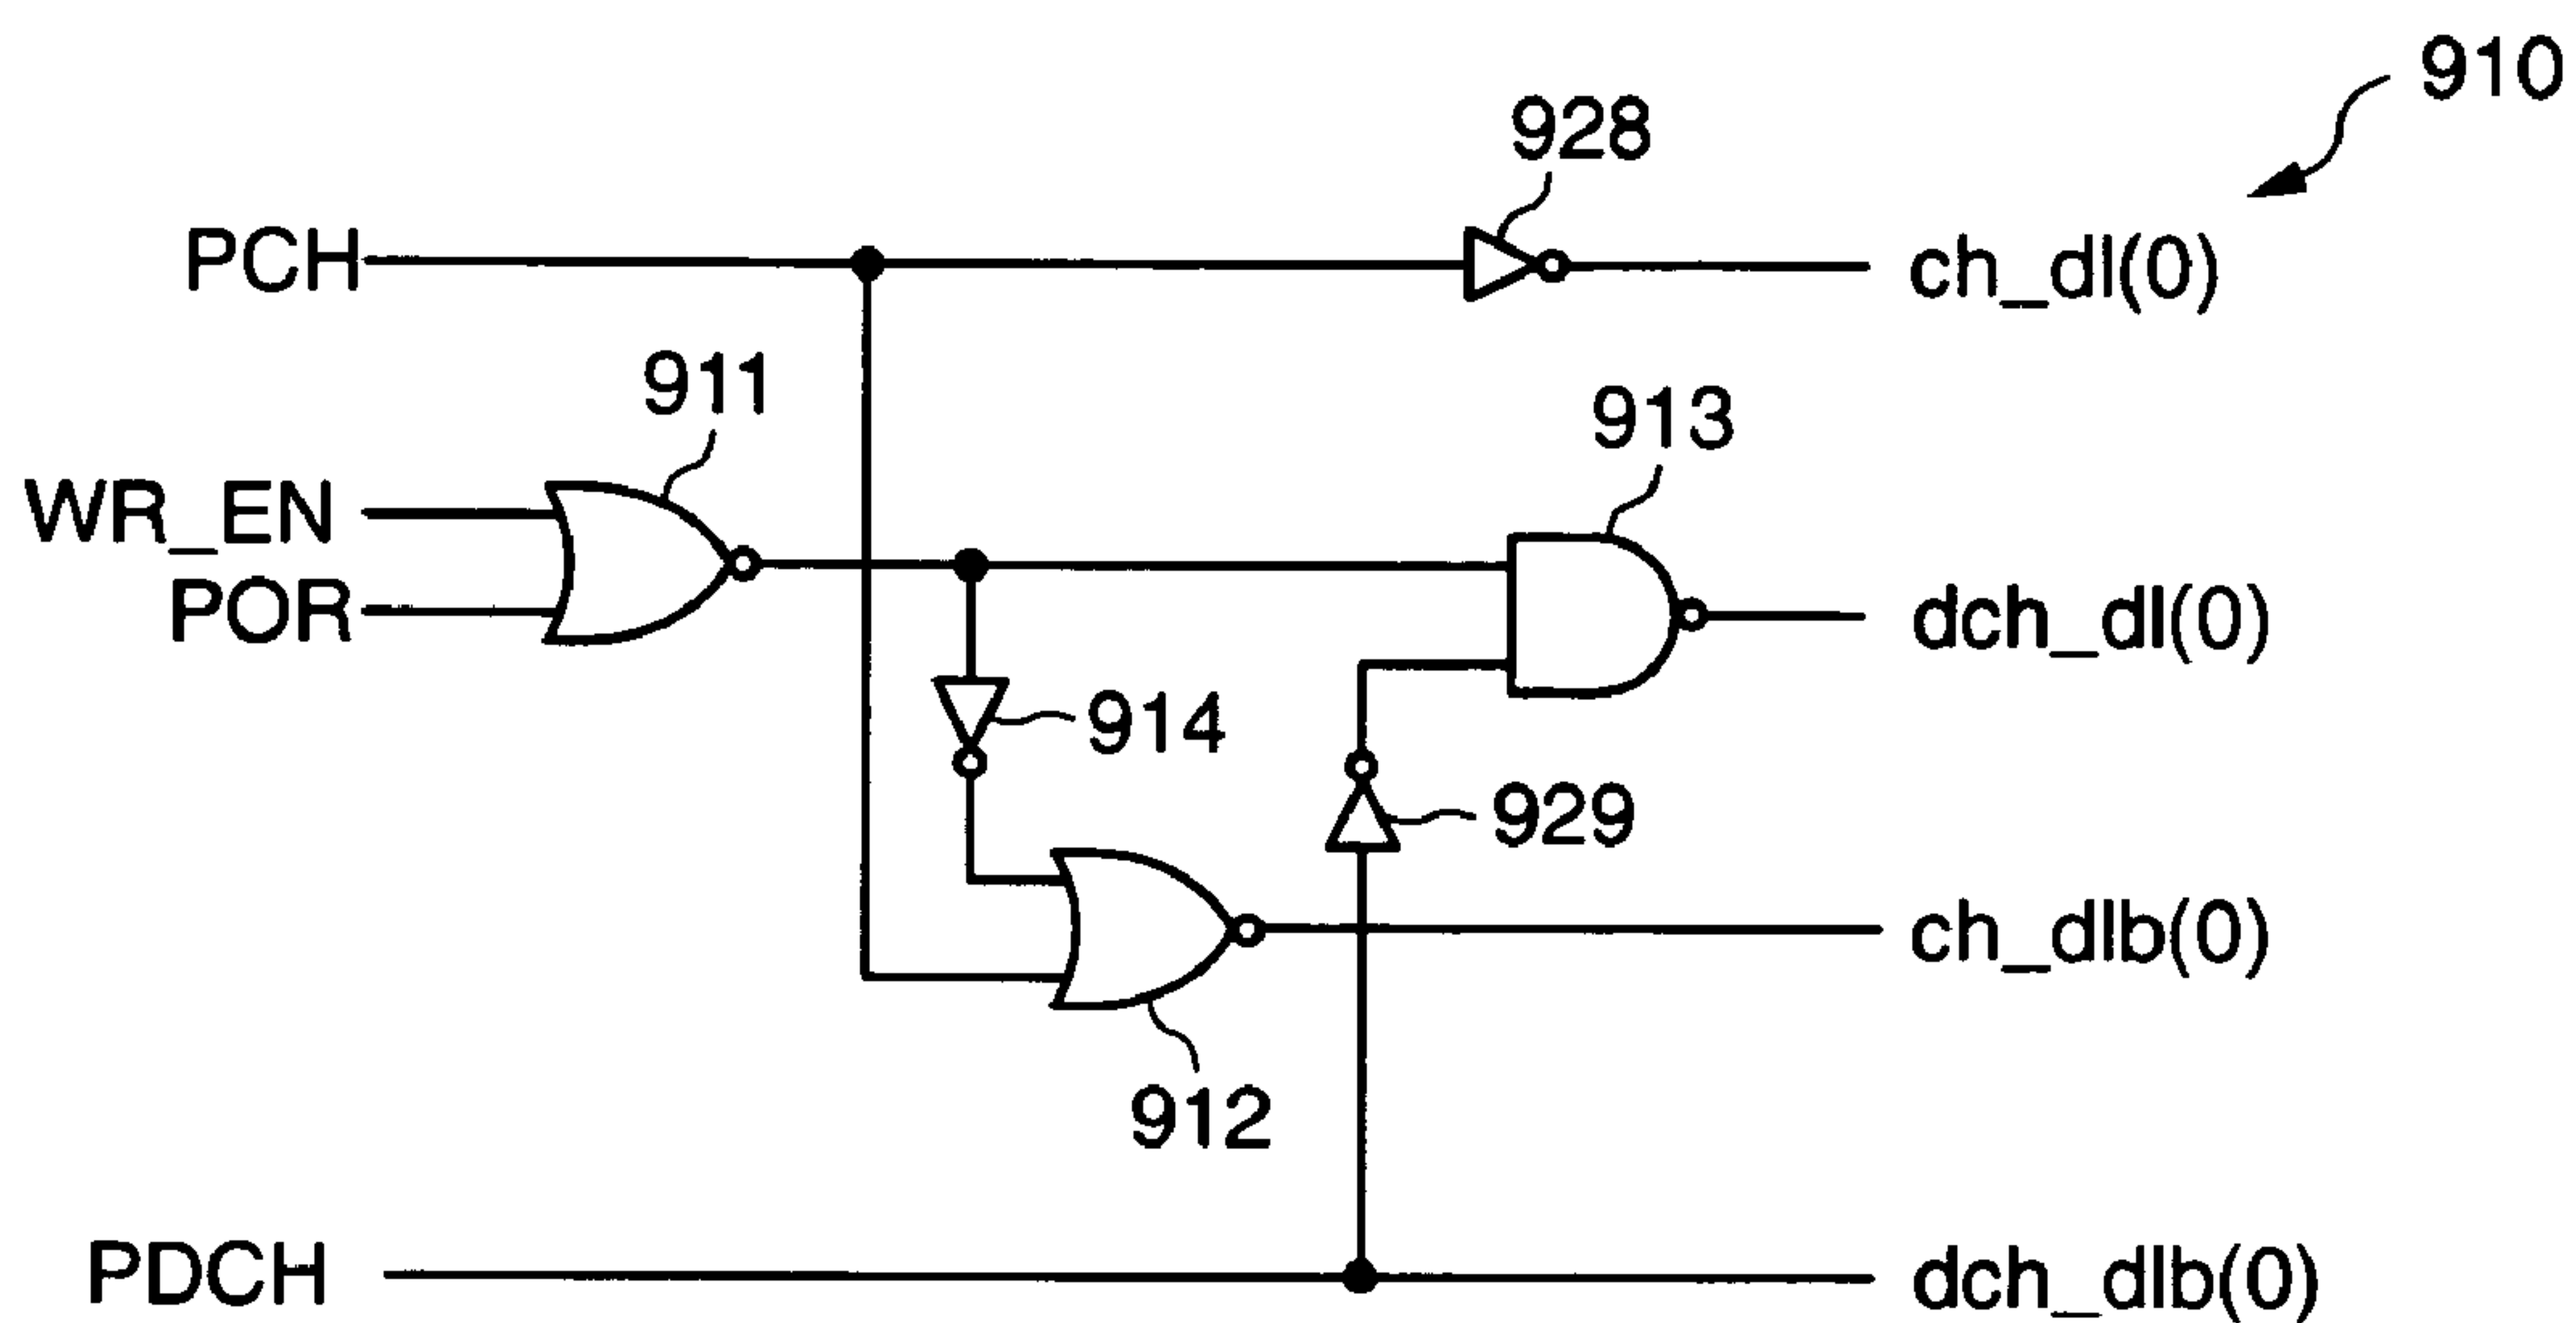 910
928
PCH
ch_dl(0)
911
913
WR_EN
POR
dch_dl(0)
914
929
ch_dlb(0)
912
PDCH
dch_dlb(0)